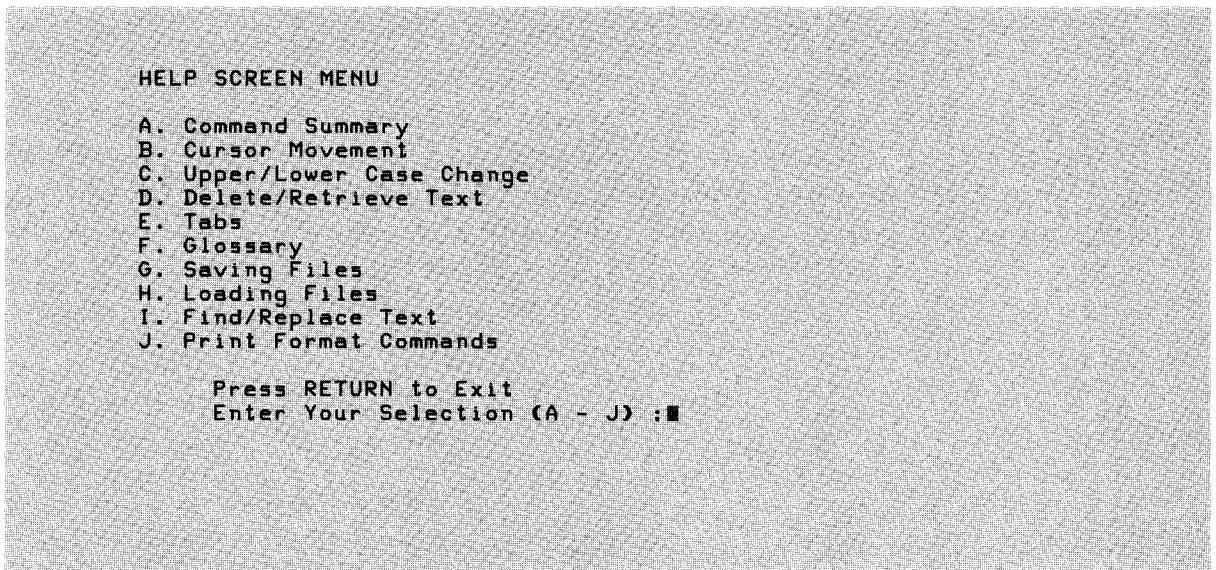 HELP SCREEN MENU
A. Command Summary
B. Cursor Movement
C. Upper/Lower Case Change
D. Delete/Retrieve Text
E. Tabs
F. Glossary
G. Saving Files
H. Loading Files
I. Find/Replace Text
J. Print Format Commands
Press RETURN to Exit
Enter Your Selection (A - J) :